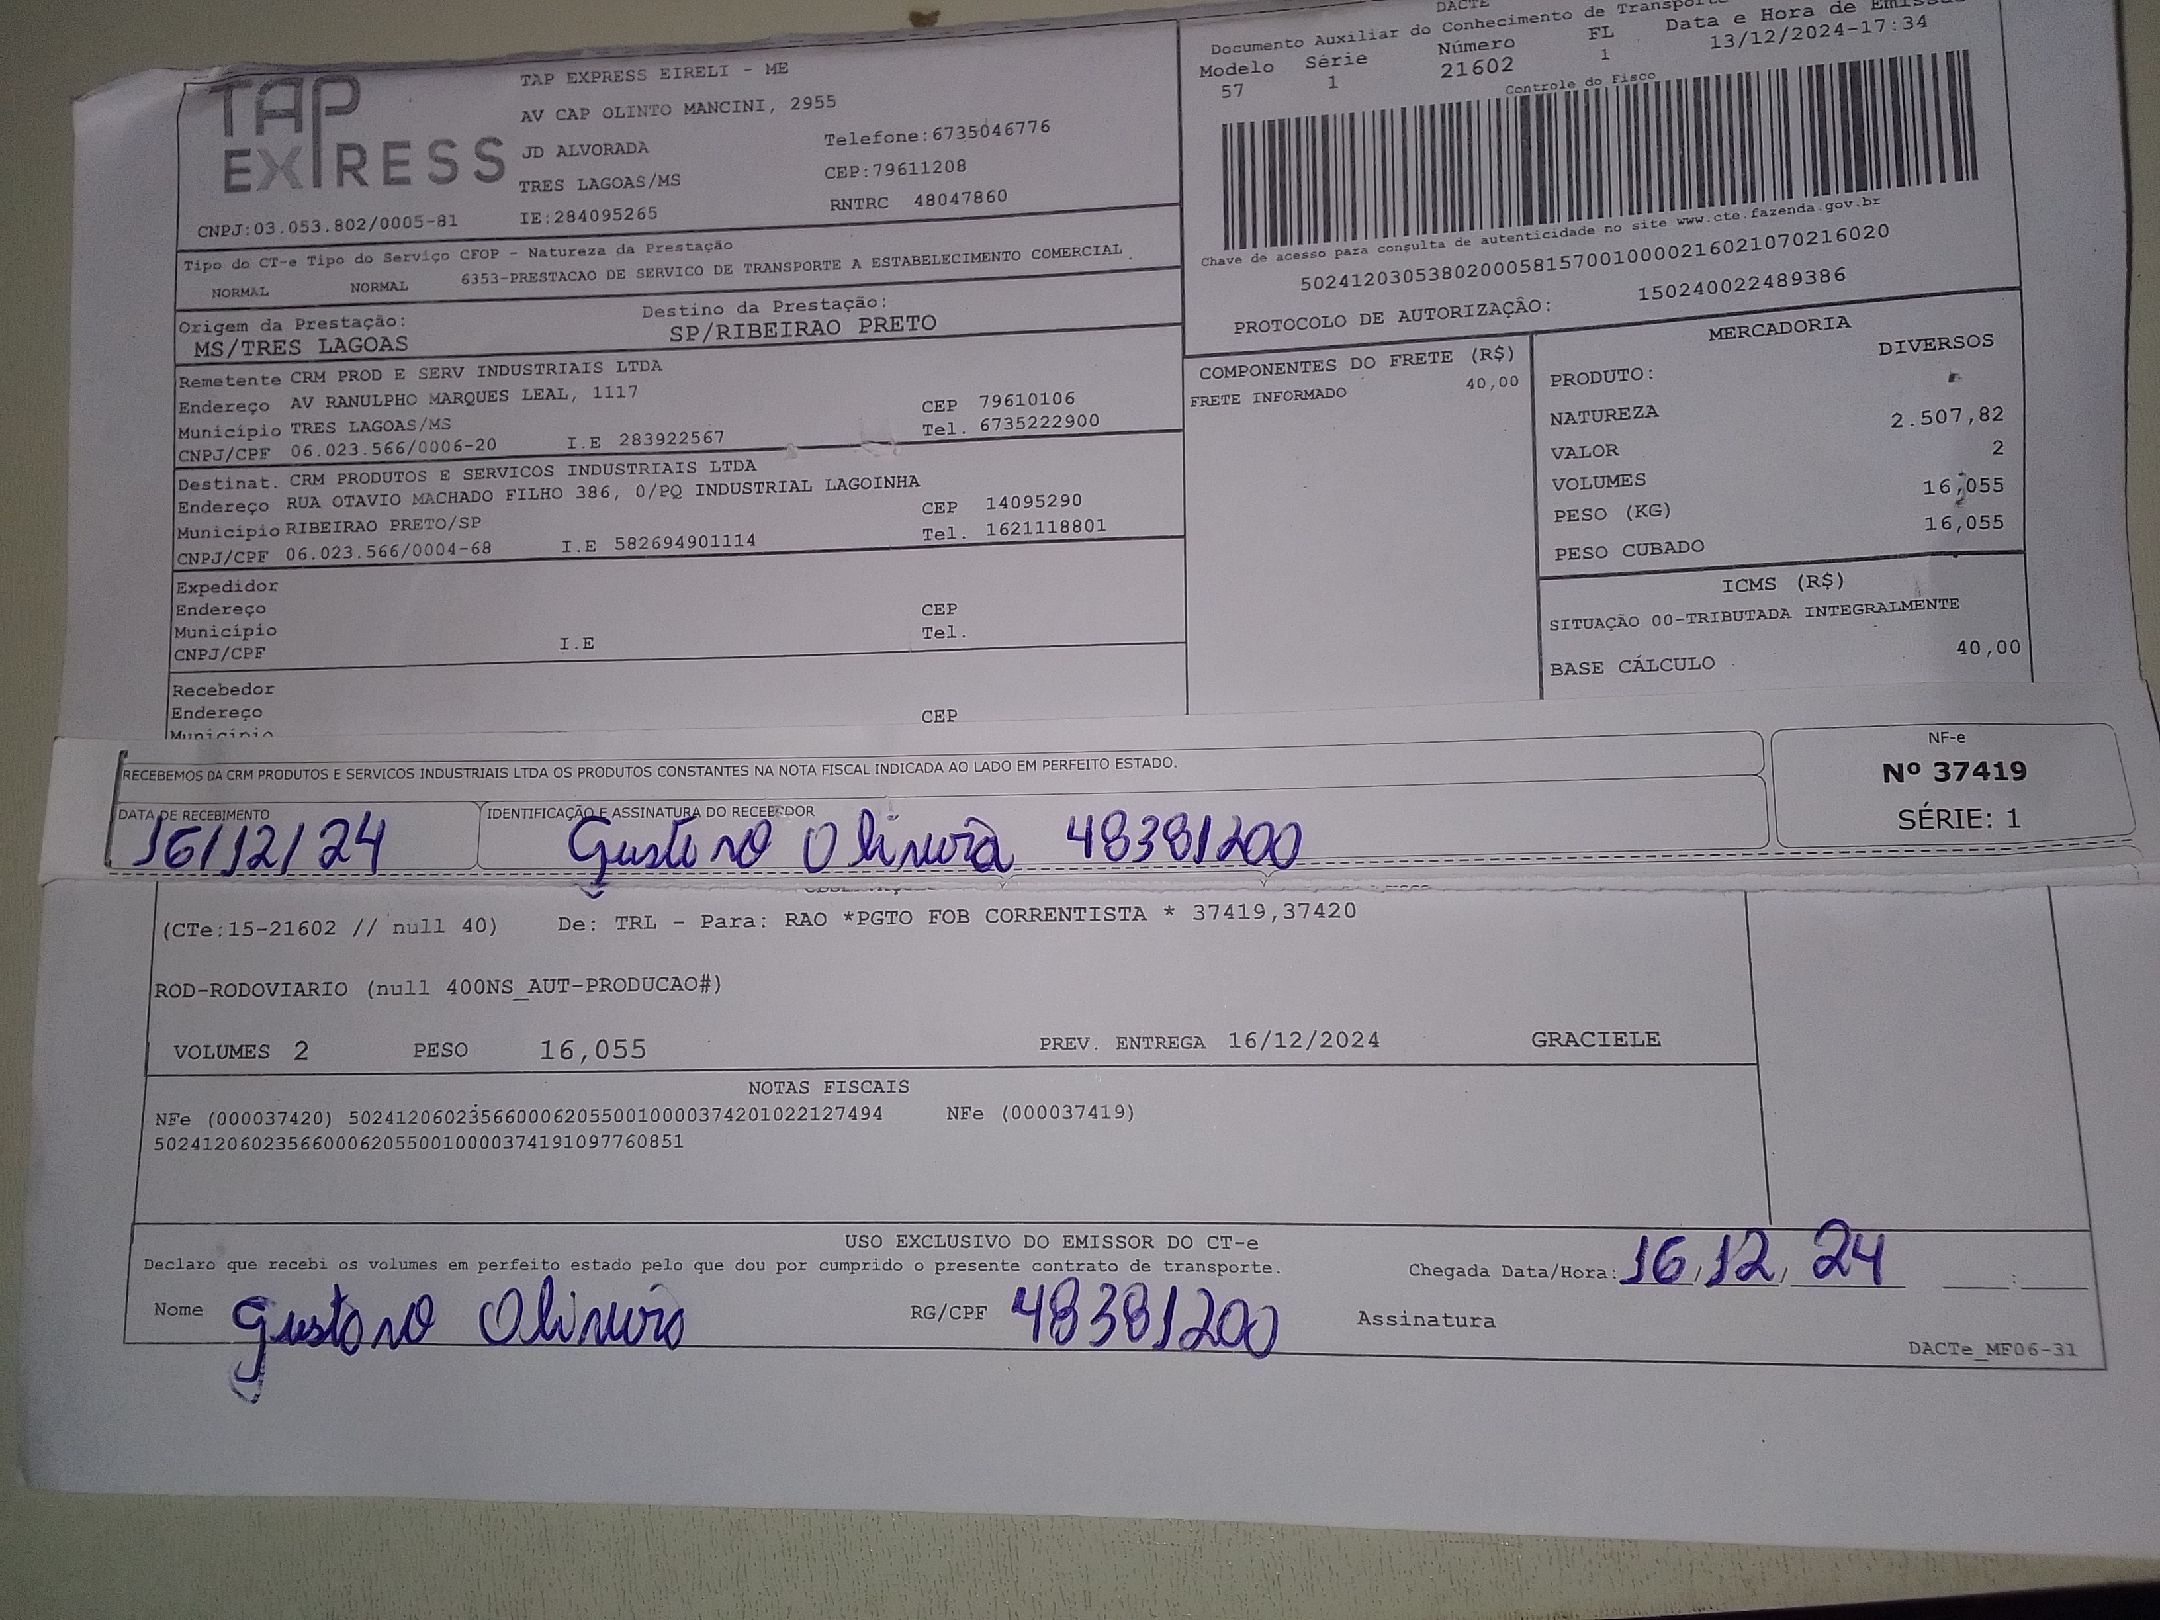 DACTE
Documento Auxiliar do Conhecimento de Transporte
Modelo Série Número FL Data e Hora de Emissão
57 1 21602 1 13/12/2024-17:34
Controle do Fisco
TAP EXPRESS
TAP EXPRESS EIRELI - ME
AV CAP OLINTO MANCINI, 2955
JD ALVORADA Telefone:6735046776
TRES LAGOAS/MS CEP:79611208
CNPJ:03.053.802/0005-81 IE:284095265 RNTRC 48047860
Chave de acesso para consulta de autenticidade no site www.cte.fazenda.gov.br
50241203053802000581570010000216021070216020
PROTOCOLO DE AUTORIZAÇÃO: 150240022489386
Tipo do CT-e Tipo do Serviço CFOP - Natureza da Prestação
NORMAL NORMAL 6353-PRESTACAO DE SERVICO DE TRANSPORTE A ESTABELECIMENTO COMERCIAL
Origem da Prestação: Destino da Prestação:
MS/TRES LAGOAS SP/RIBEIRAO PRETO
Remetente CRM PROD E SERV INDUSTRIAIS LTDA
Endereço AV RANULPHO MARQUES LEAL, 1117 CEP 79610106
Município TRES LAGOAS/MS Tel. 6735222900
CNPJ/CPF 06.023.566/0006-20 I.E 283922567
Destinat. CRM PRODUTOS E SERVICOS INDUSTRIAIS LTDA
Endereço RUA OTAVIO MACHADO FILHO 386, 0/PQ INDUSTRIAL LAGOINHA CEP 14095290
Município RIBEIRAO PRETO/SP Tel. 1621118801
CNPJ/CPF 06.023.566/0004-68 I.E 582694901114
Expedidor
Endereço CEP
Município Tel.
CNPJ/CPF I.E
Recebedor
Endereço CEP
Município
COMPONENTES DO FRETE (R$)
FRETE INFORMADO 40,00
MERCADORIA
PRODUTO: DIVERSOS
NATUREZA
VALOR 2.507,82
VOLUMES 2
PESO (KG) 16,055
PESO CUBADO 16,055
ICMS (R$)
SITUAÇÃO 00-TRIBUTADA INTEGRALMENTE
BASE CÁLCULO 40,00
RECEBEMOS DA CRM PRODUTOS E SERVICOS INDUSTRIAIS LTDA OS PRODUTOS CONSTANTES NA NOTA FISCAL INDICADA AO LADO EM PERFEITO ESTADO.
NF-e
Nº 37419
SÉRIE: 1
DATA DE RECEBIMENTO IDENTIFICAÇÃO E ASSINATURA DO RECEBEDOR
16/12/24 Gustavo Oliveira 48381200
(CTe:15-21602 // null 40) De: TRL - Para: RAO *PGTO FOB CORRENTISTA * 37419,37420
ROD-RODOVIARIO (null 400NS_AUT-PRODUCAO#)
VOLUMES 2 PESO 16,055 PREV. ENTREGA 16/12/2024 GRACIELE
NOTAS FISCAIS
NFe (000037420) 50241206023566000620550010000374201022127494 NFe (000037419)
50241206023566000620550010000374191097760851
USO EXCLUSIVO DO EMISSOR DO CT-e
Declaro que recebi os volumes em perfeito estado pelo que dou por cumprido o presente contrato de transporte. Chegada Data/Hora: 16/12/24 :
Nome Gustavo Oliveira RG/CPF 48381200 Assinatura
DACTe_MF06-31